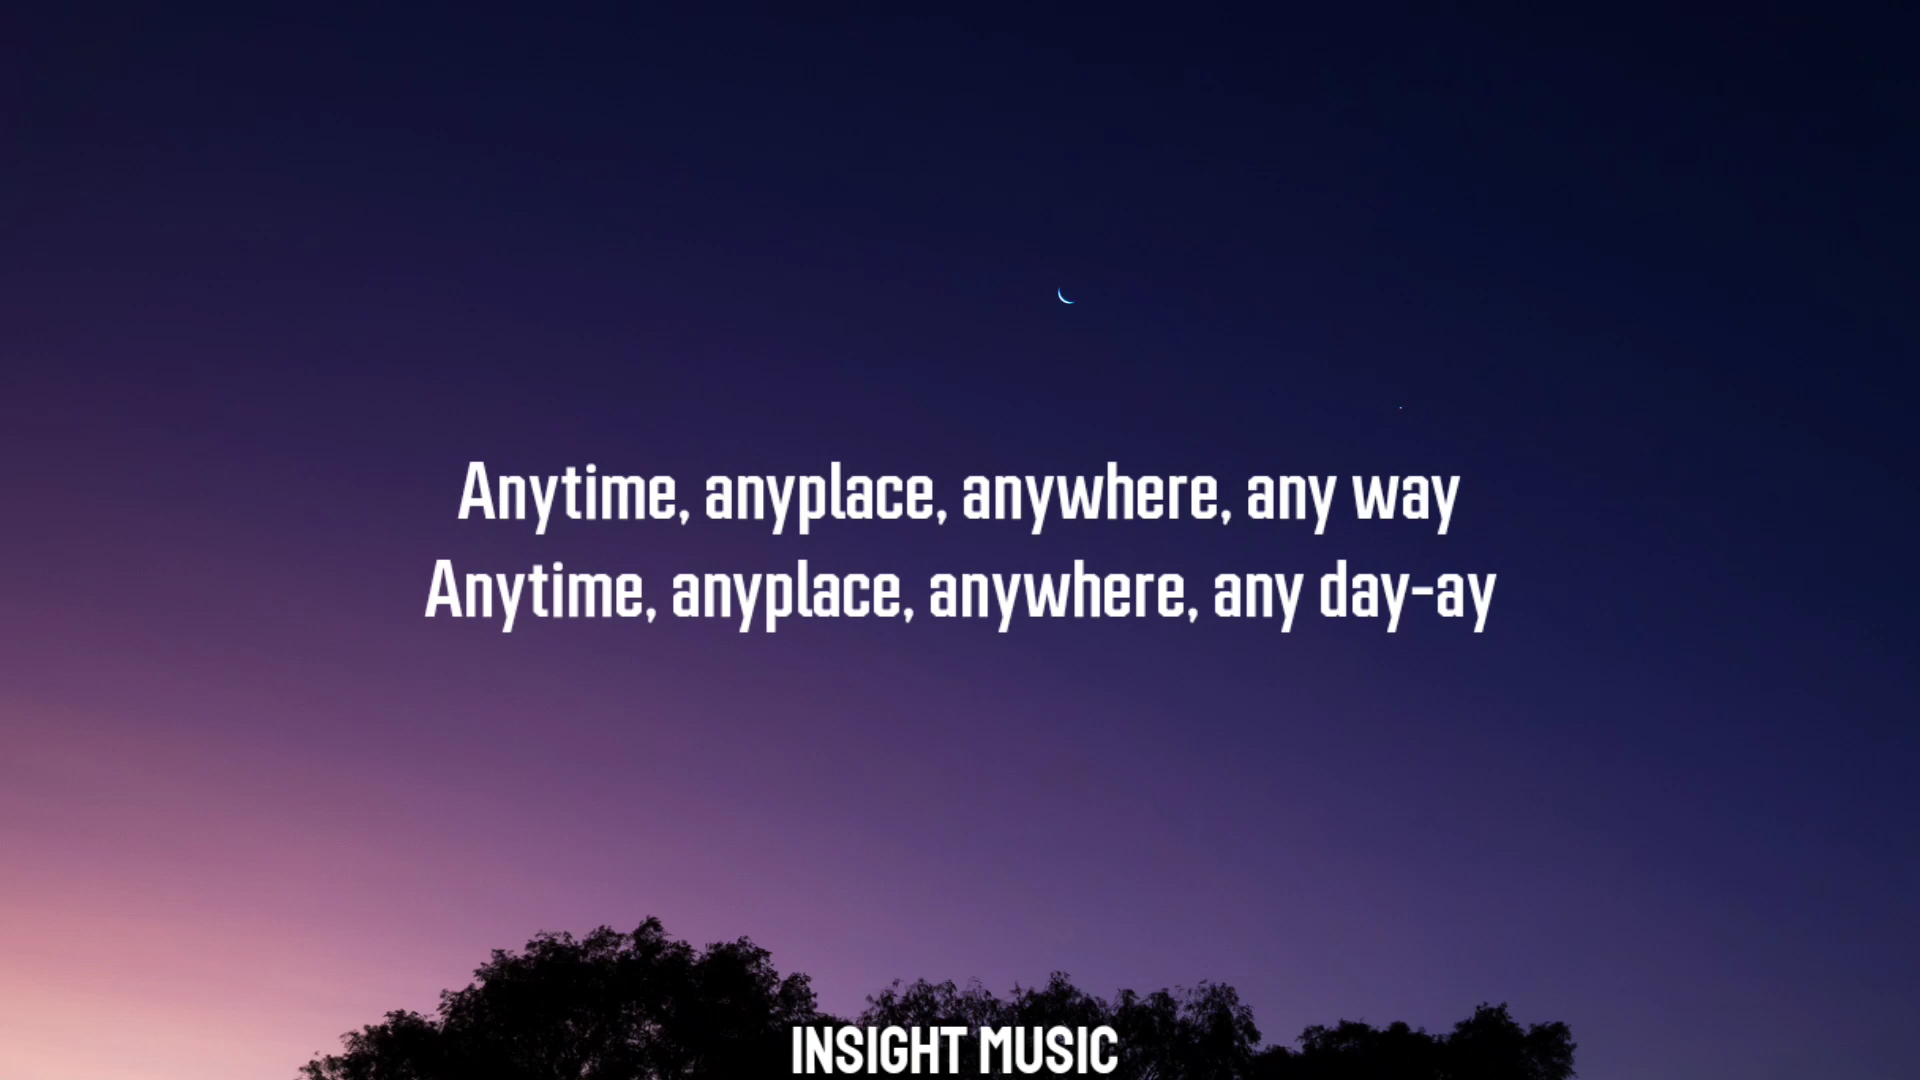 Anytime, anyplace, anywhere, any way
Anytime, anyplace, anywhere, any day-ay
INSIGHT MUSIC